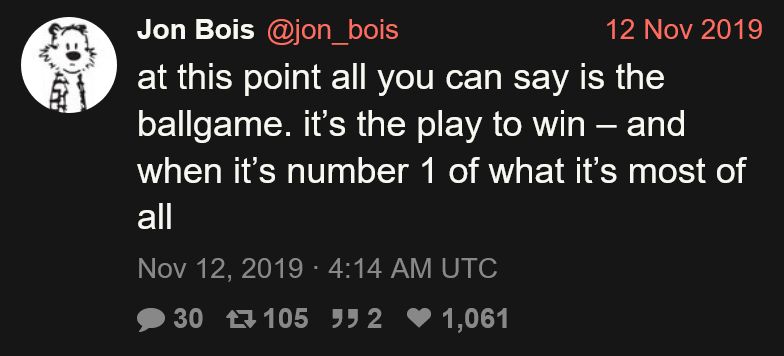 Jon Bois @jon_bois 12 Nov 2019
at this point all you can say is the
ballgame. it’s the play to win – and
when it’s number 1 of what it’s most of
all
Nov 12, 2019 · 4:14 AM UTC
30 105 2 1,061